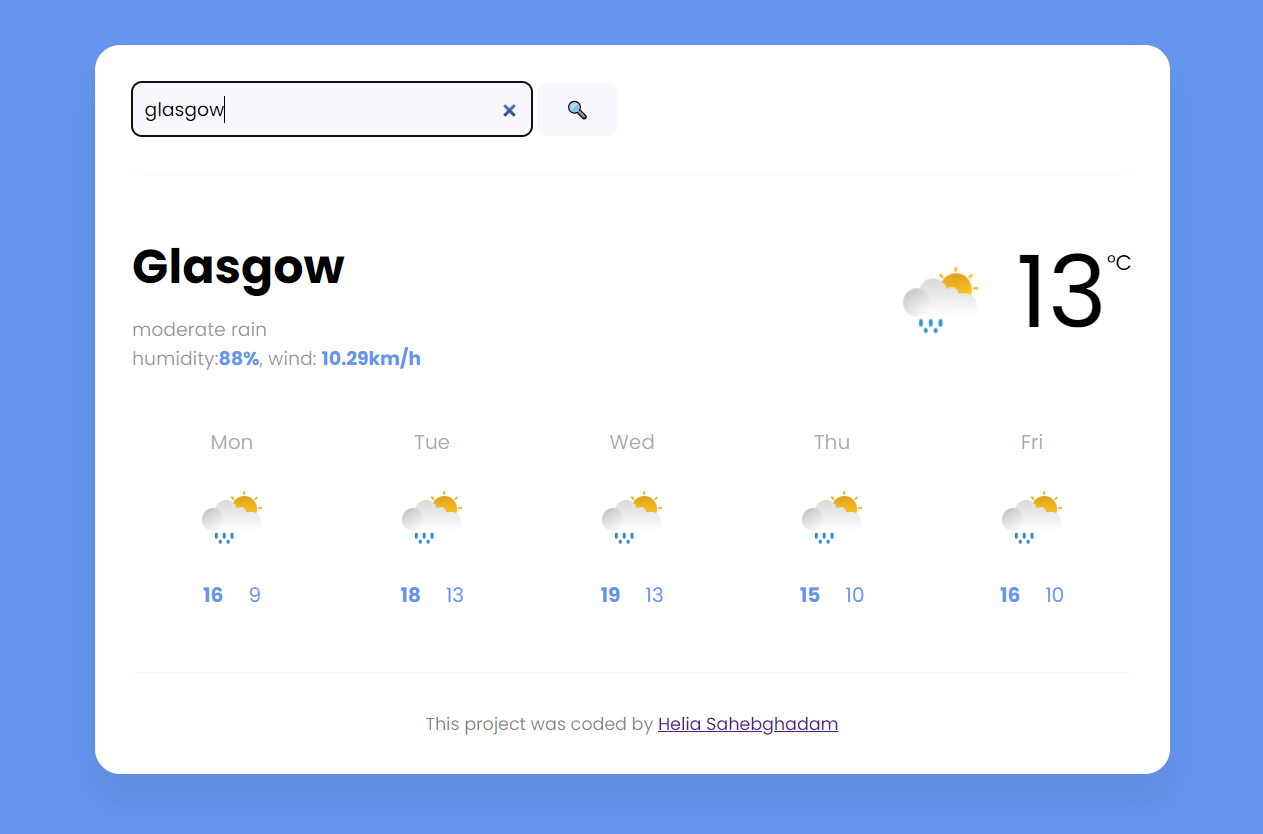 glasgow
Glasgow
13 °C
moderate rain
humidity:88%, wind: 10.29km/h
Mon Tue Wed Thu Fri
16 9 18 13 19 13 15 10 16 10
This project was coded by Helia Sahebghadam